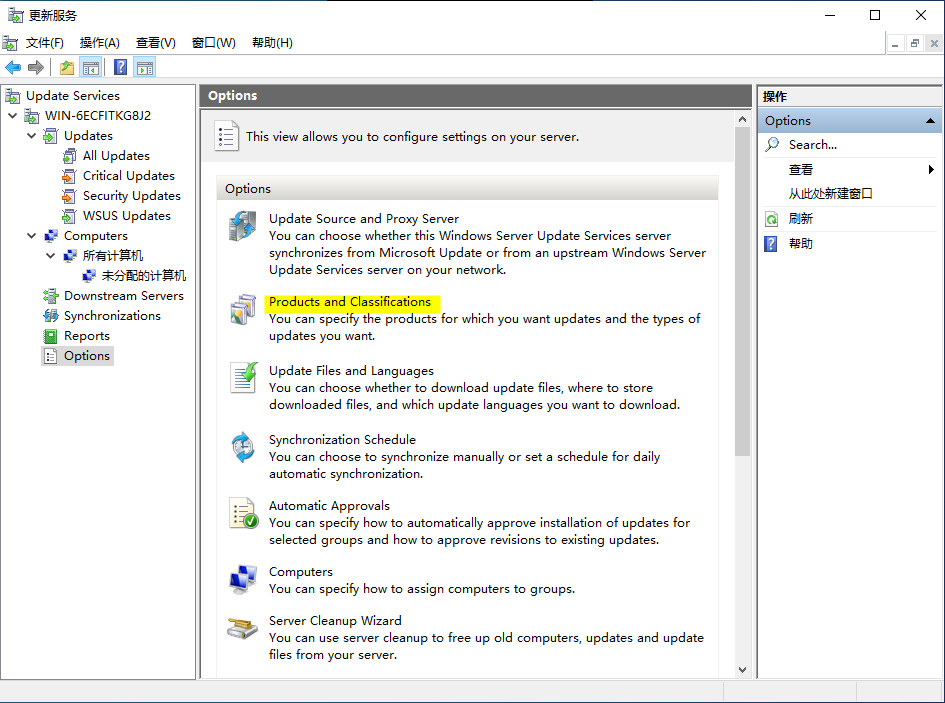 更新服务
文件(F) 操作(A) 查看(V) 窗口(W) 帮助(H)
Update Services
WIN-6ECFITKG8J2
Updates
All Updates
Critical Updates
Security Updates
WSUS Updates
Computers
所有计算机
未分配的计算机
Downstream Servers
Synchronizations
Reports
Options
Options
This view allows you to configure settings on your server.
Options
Update Source and Proxy Server
You can choose whether this Windows Server Update Services server
synchronizes from Microsoft Update or from an upstream Windows Server
Update Services server on your network.
Products and Classifications
You can specify the products for which you want updates and the types of
updates you want.
Update Files and Languages
You can choose whether to download update files, where to store
downloaded files, and which update languages you want to download.
Synchronization Schedule
You can choose to synchronize manually or set a schedule for daily
automatic synchronization.
Automatic Approvals
You can specify how to automatically approve installation of updates for
selected groups and how to approve revisions to existing updates.
Computers
You can specify how to assign computers to groups.
Server Cleanup Wizard
You can use server cleanup to free up old computers, updates and update
files from your server.
操作
Options
Search...
查看
从此处新建窗口
刷新
帮助